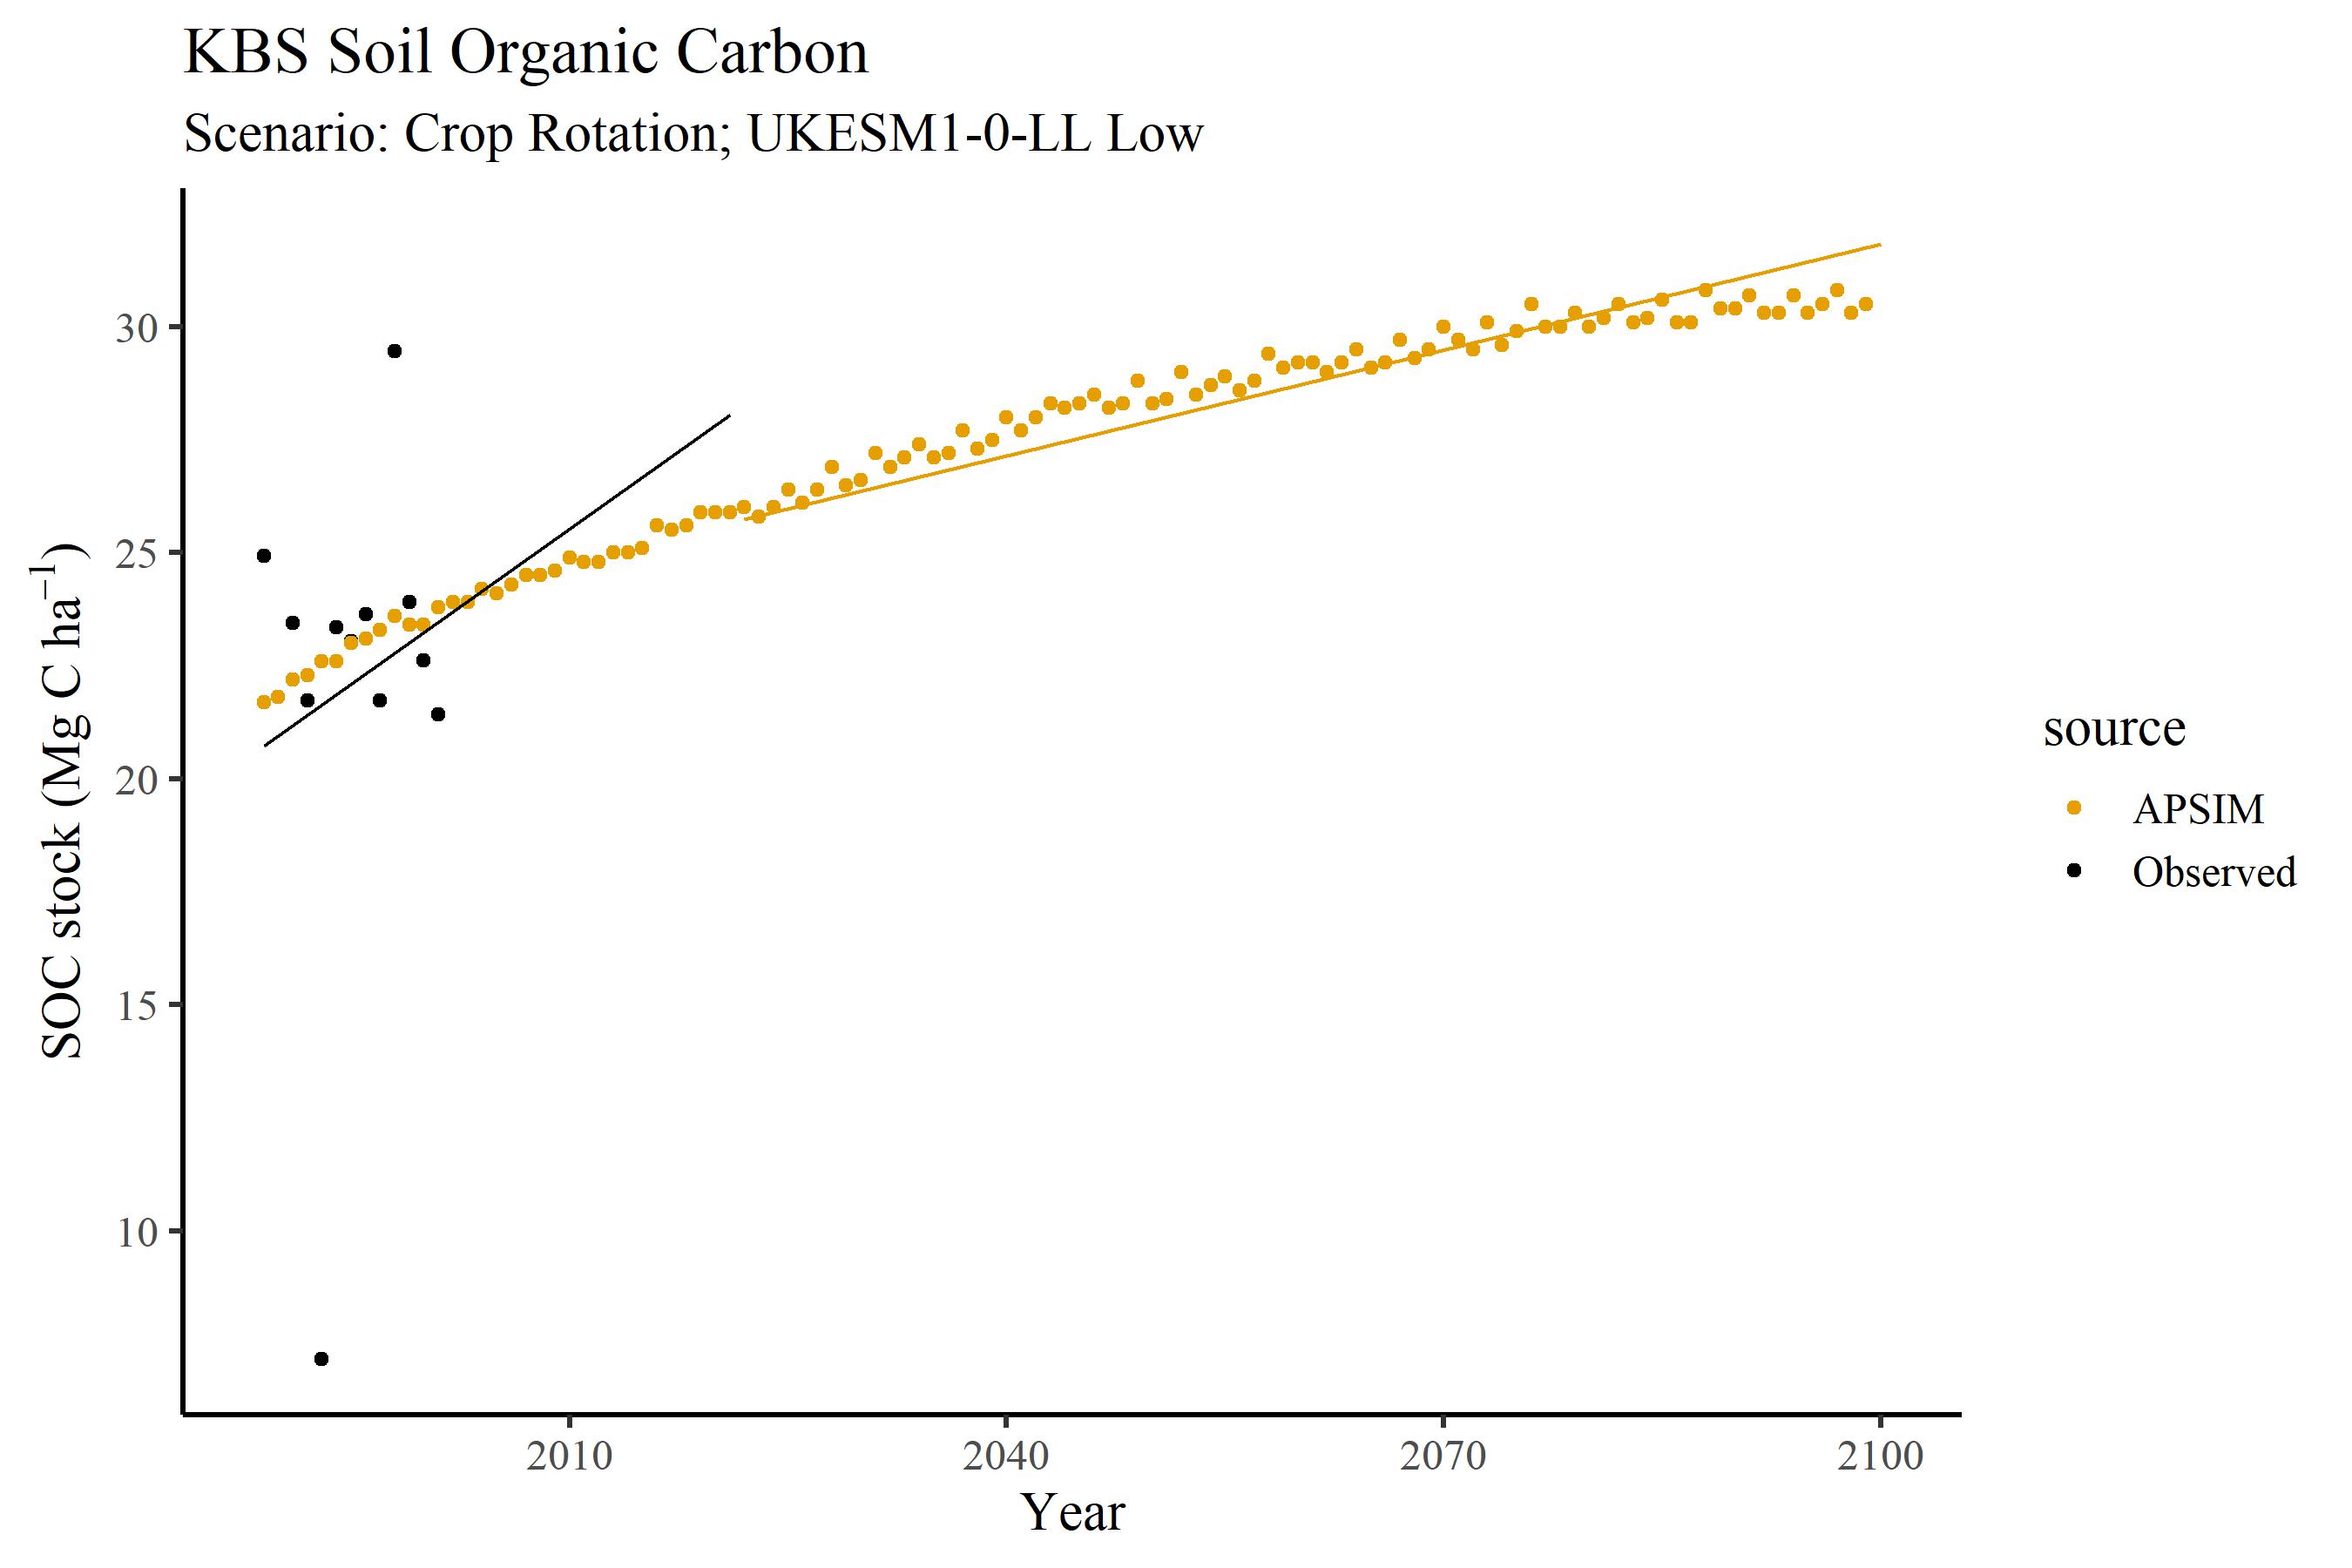 KBS Soil Organic Carbon
Scenario: Crop Rotation; UKESM1-0-LL Low
SOC stock (Mg C ha⁻¹)
30
25
20
15
10
2010
2040
2070
2100
Year
source
APSIM
Observed